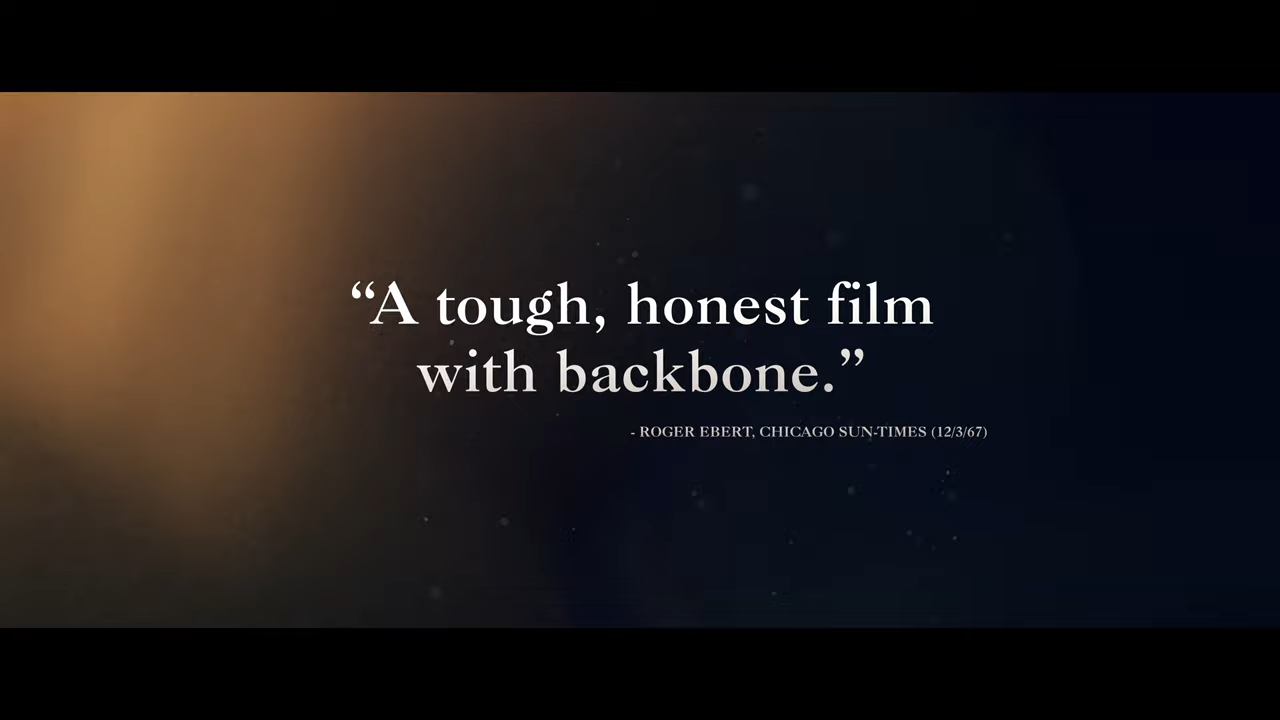 “A tough, honest film
with backbone.”
- ROGER EBERT, CHICAGO SUN-TIMES (12/3/67)